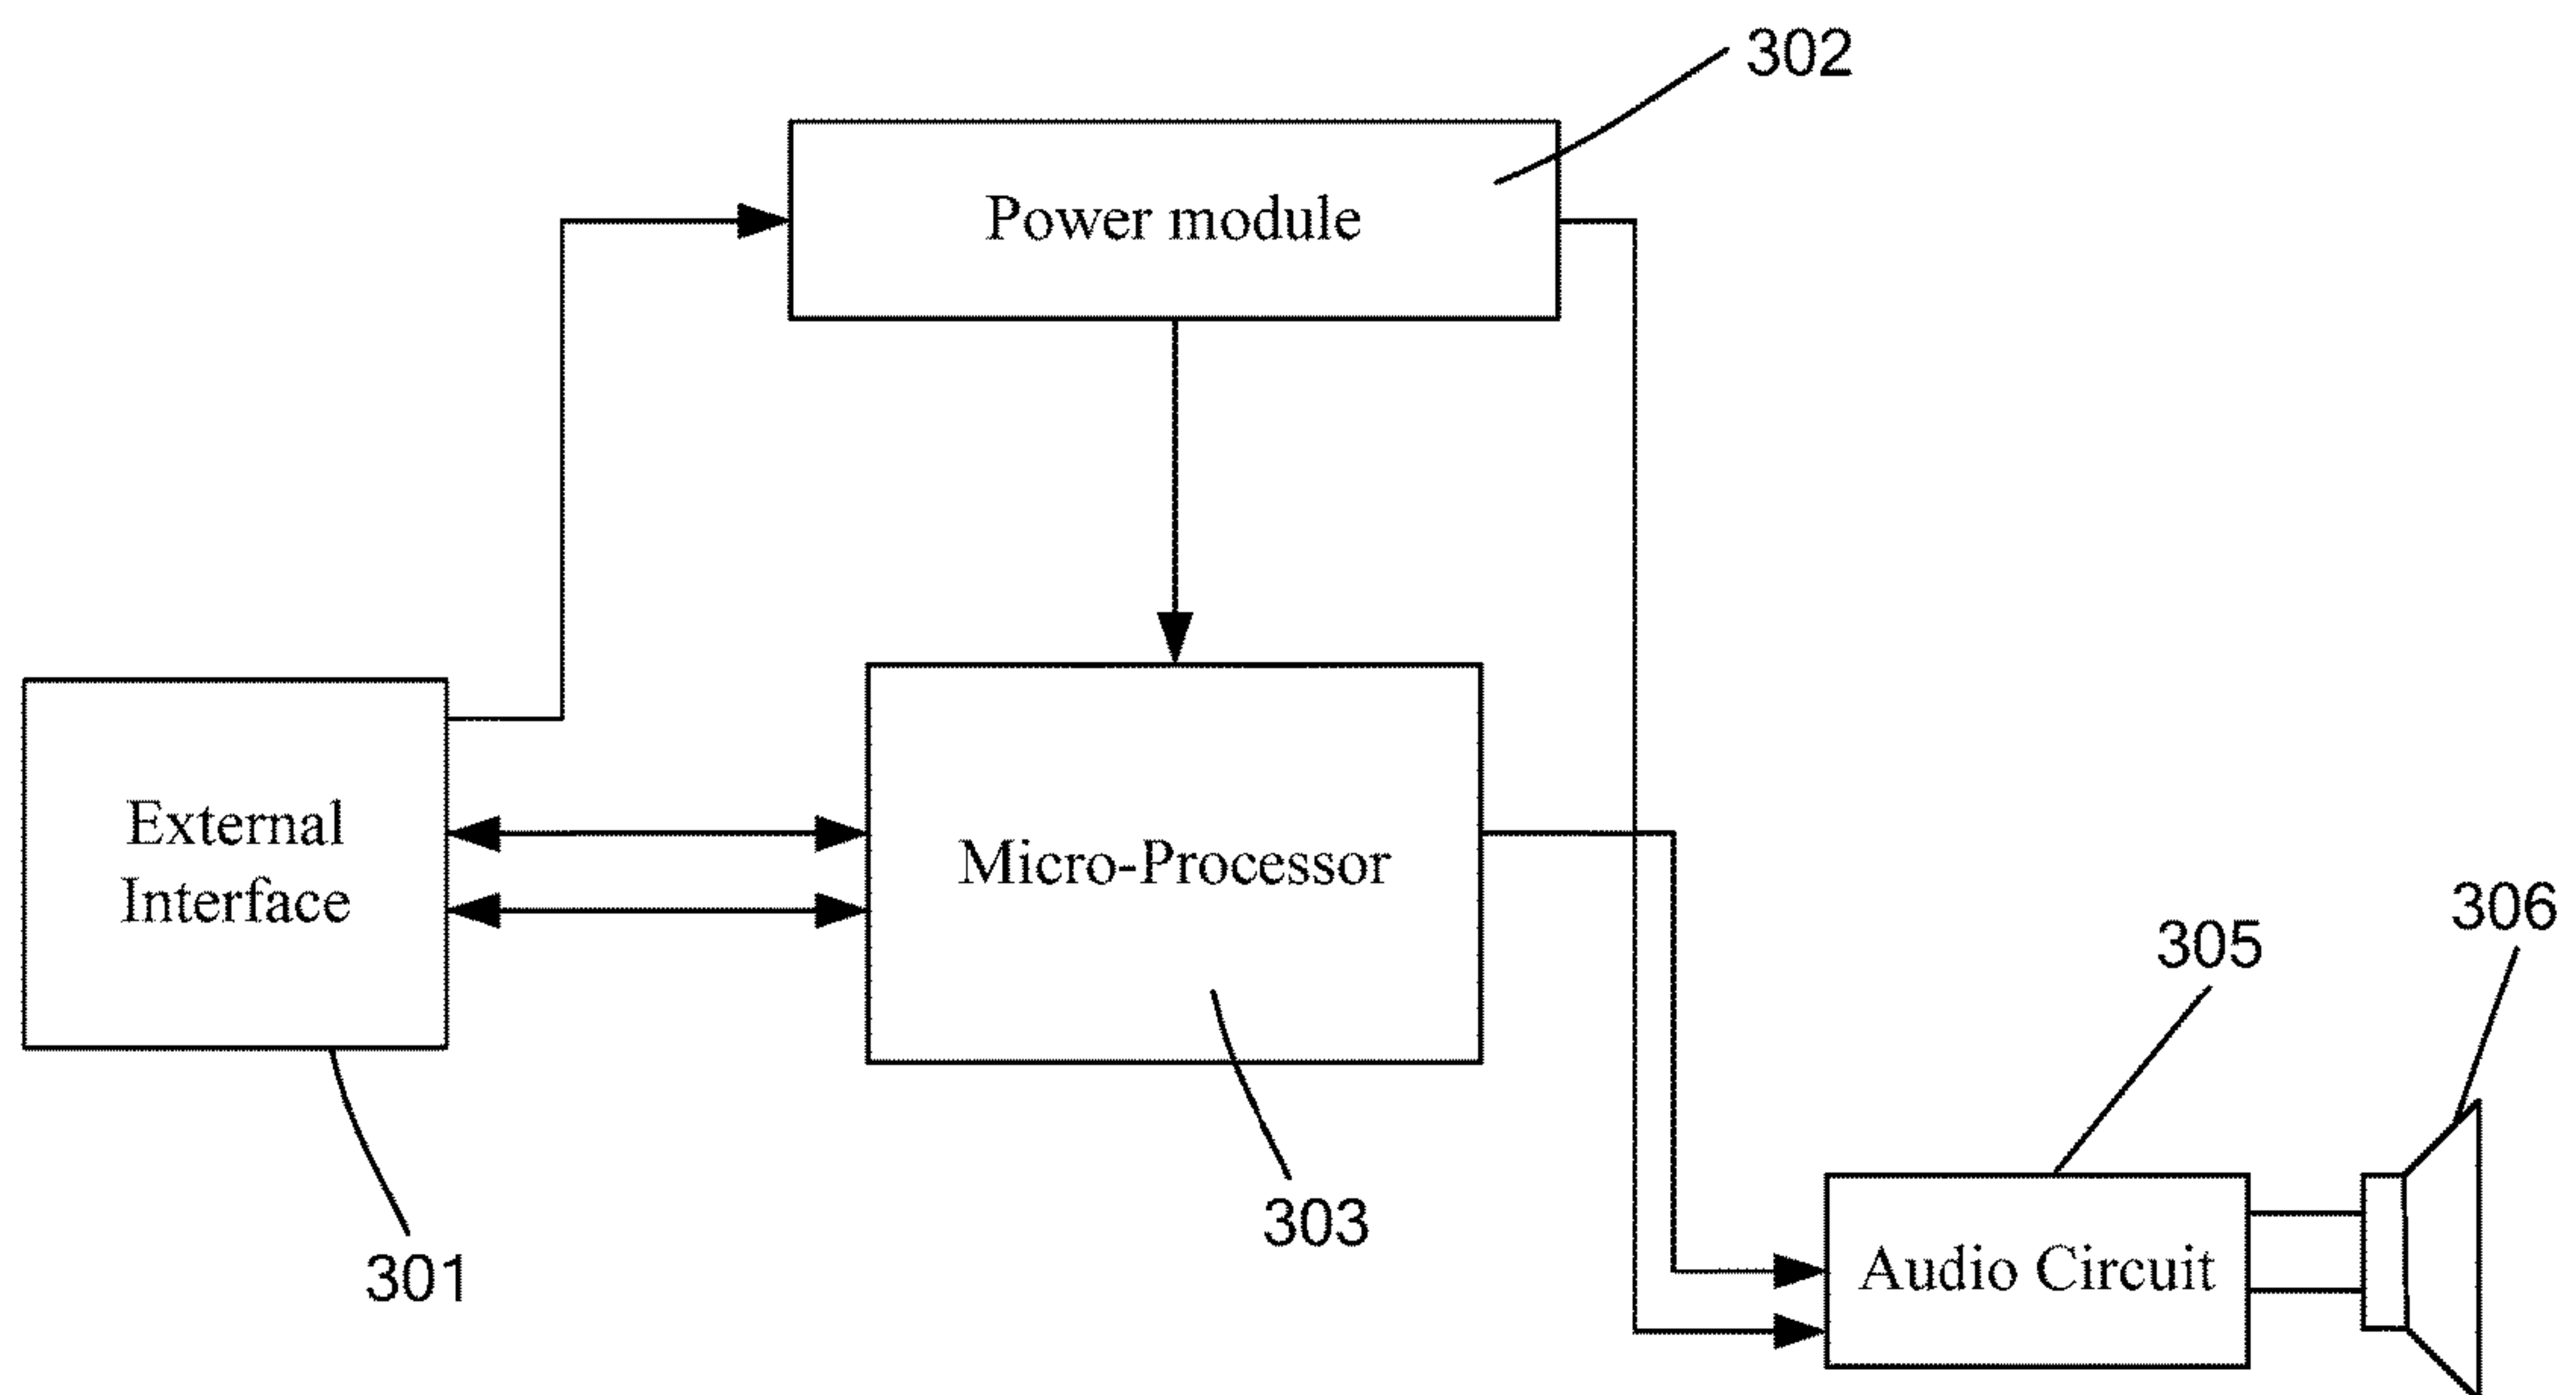 302
Power module
External
Interface
Micro-Processor
306
305
303
301
Audio Circuit